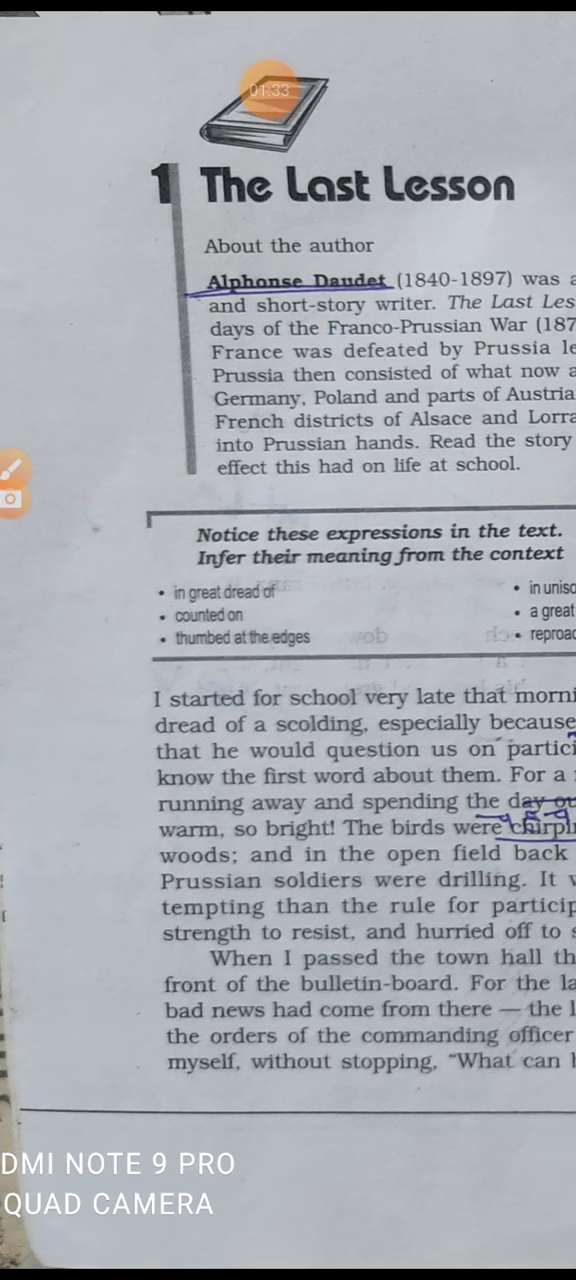 01:33
1 The Last Lesson
About the author
Alphonse Daudet (1840-1897) was a
and short-story writer. The Last Les
days of the Franco-Prussian War (187
France was defeated by Prussia le
Prussia then consisted of what now a
Germany, Poland and parts of Austria
French districts of Alsace and Lorra
into Prussian hands. Read the story
effect this had on life at school.
Notice these expressions in the text.
Infer their meaning from the context
• in great dread of • in uniso
• counted on • a great
• thumbed at the edges • reproac
I started for school very late that morni
dread of a scolding, especially because
that he would question us on partici
know the first word about them. For a
running away and spending the day ou
warm, so bright! The birds were chirpin
woods; and in the open field back
Prussian soldiers were drilling. It
tempting than the rule for particip
strength to resist, and hurried off to s
When I passed the town hall th
front of the bulletin-board. For the la
bad news had come from there — the l
the orders of the commanding officer
myself, without stopping, “What can
DMI NOTE 9 PRO
QUAD CAMERA